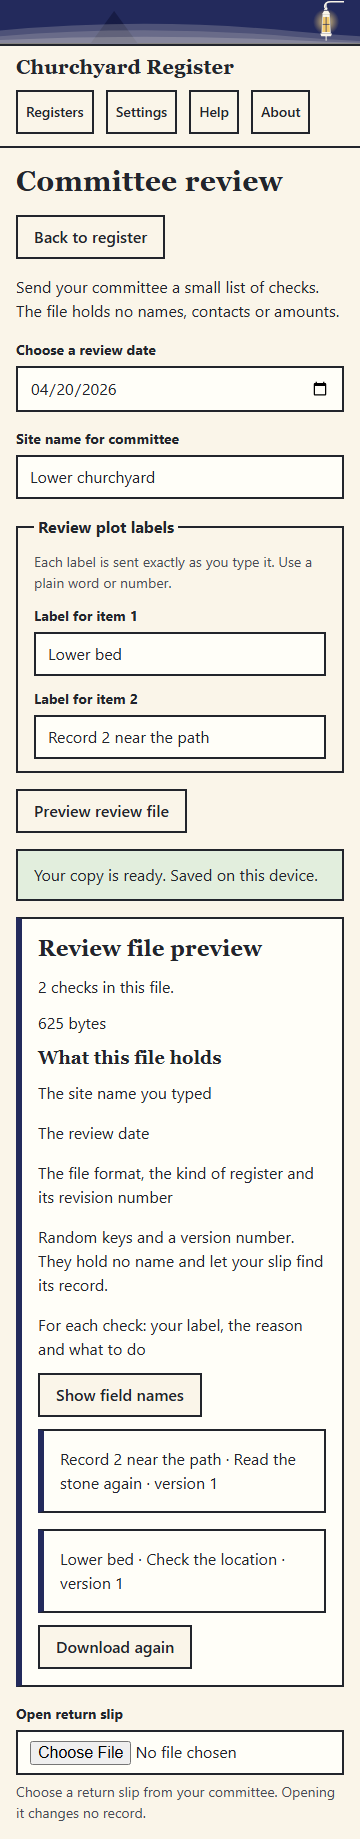 Churchyard Register
Registers
Settings
Help
About
Committee review
Back to register
Send your committee a small list of checks.
The file holds no names, contacts or amounts.
Choose a review date
04/20/2026
Site name for committee
Lower churchyard
Review plot labels
Each label is sent exactly as you type it. Use a
plain word or number.
Label for item 1
Lower bed
Label for item 2
Record 2 near the path
Preview review file
Your copy is ready. Saved on this device.
Review file preview
2 checks in this file.
625 bytes
What this file holds
The site name you typed
The review date
The file format, the kind of register and
its revision number
Random keys and a version number.
They hold no name and let your slip find
its record.
For each check: your label, the reason
and what to do
Show field names
Record 2 near the path · Read the
stone again · version 1
Lower bed · Check the location ·
version 1
Download again
Open return slip
Choose File No file chosen
Choose a return slip from your committee. Opening
it changes no record.